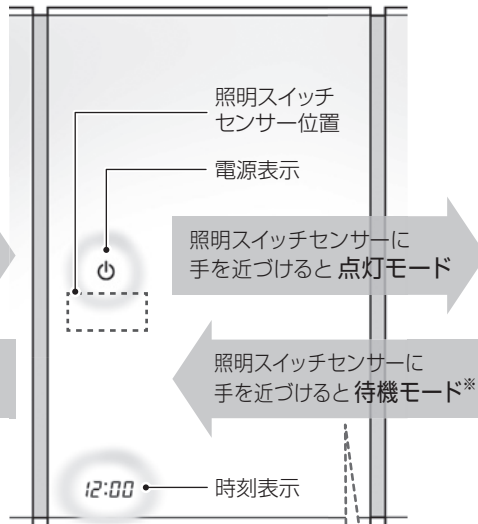 照明スイッチ
センサー位置
電源表示
照明スイッチセンサーに
手を近づけると 点灯モード
照明スイッチセンサーに
手を近づけると 待機モード※
12:00
時刻表示